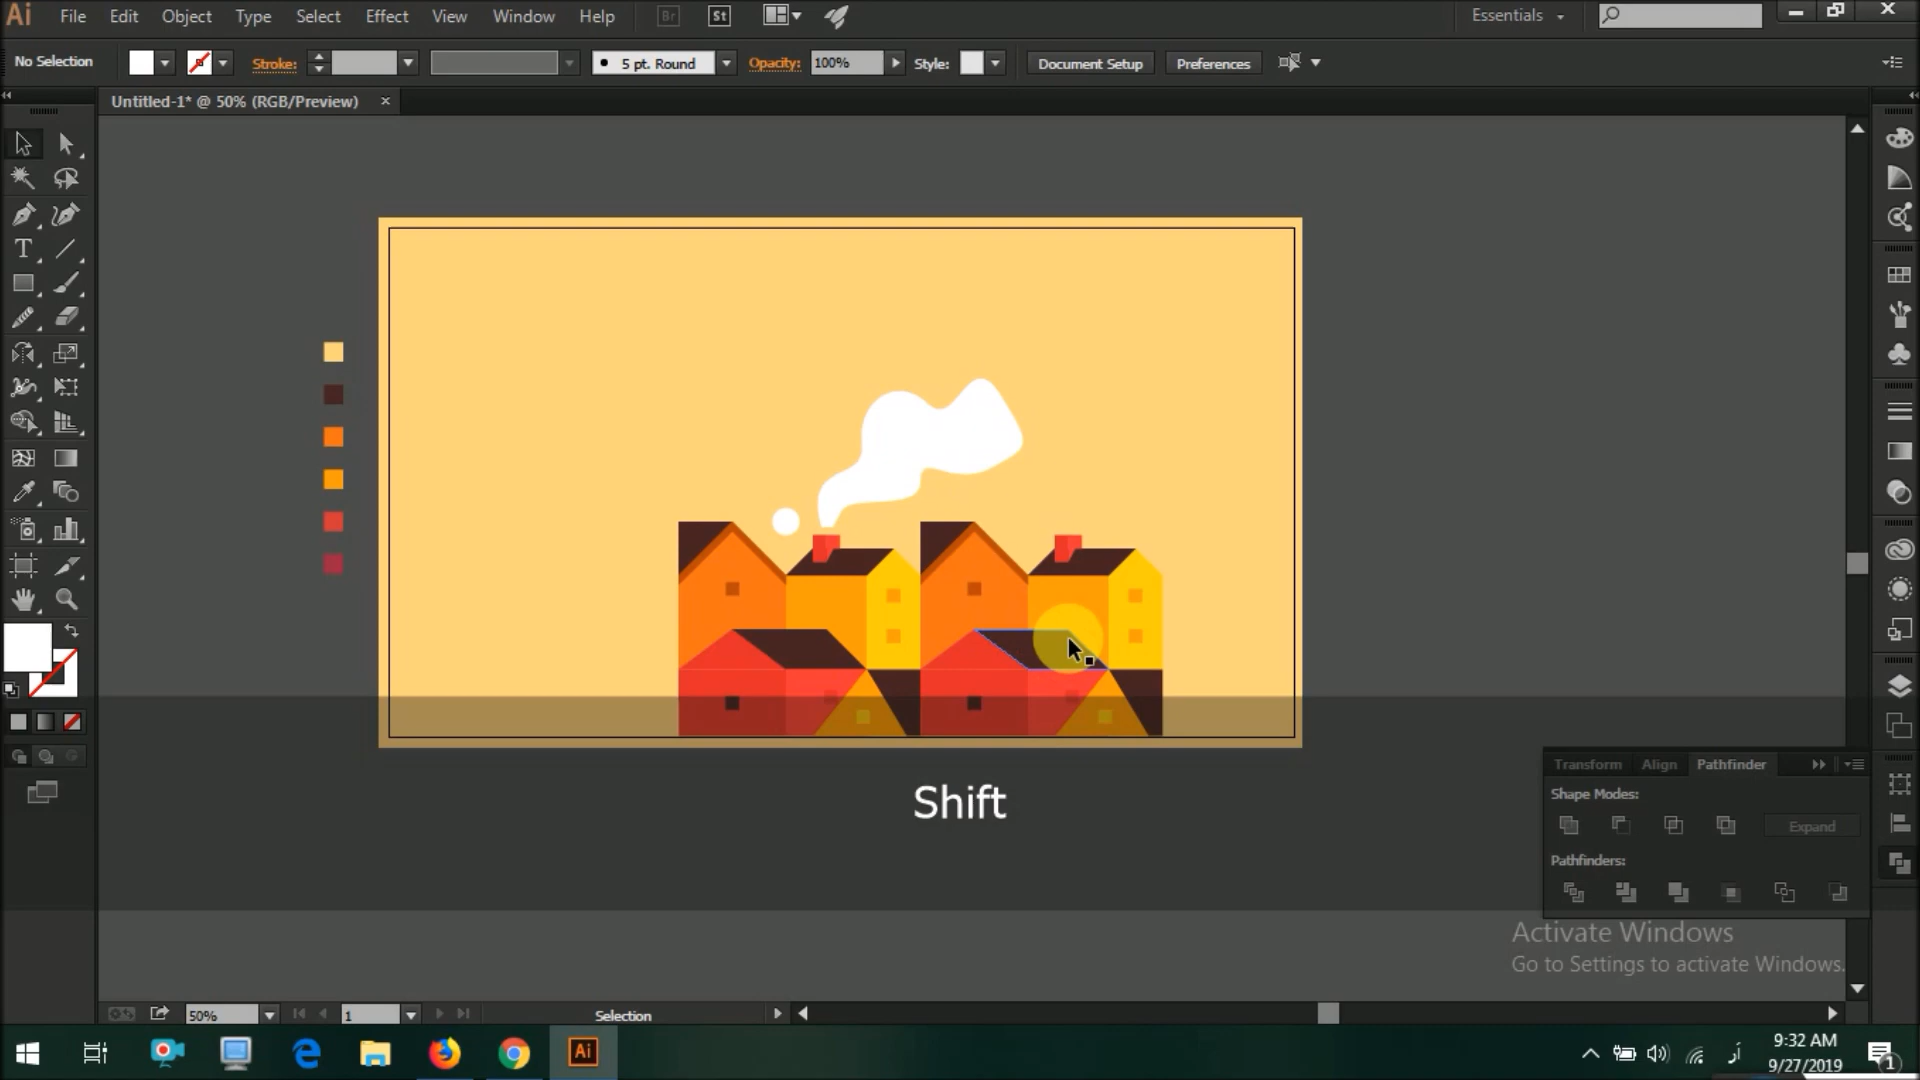 Ai File Edit Object Type Select Effect View Window Help Br St Essentials
No Selection Stroke: 5 pt. Round Opacity: 100% Style: Document Setup Preferences
Untitled-1* @ 50% (RGB/Preview) ×
T
Shift
Transform Align Pathfinder
Shape Modes:
Expand
Pathfinders:
Activate Windows
Go to Settings to activate Windows.
50% 1 Selection
Ai
9:32 AM
9/27/2019
1